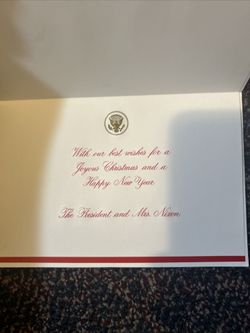 With our best wishes for a
Joyous Christmas and a
Happy New Year
The President and Mrs. Nixon